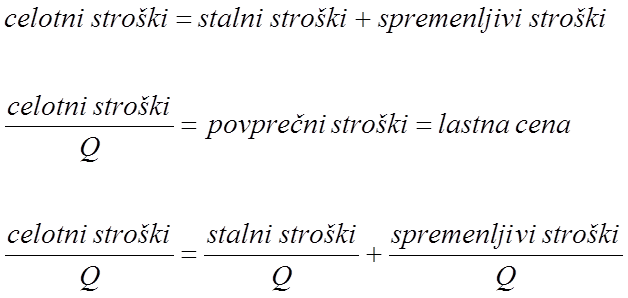 celotni stroški = stalni stroški + spremenljivi stroški
celotni stroški / Q = povprečni stroški = lastna cena
celotni stroški / Q = stalni stroški / Q + spremenljivi stroški / Q